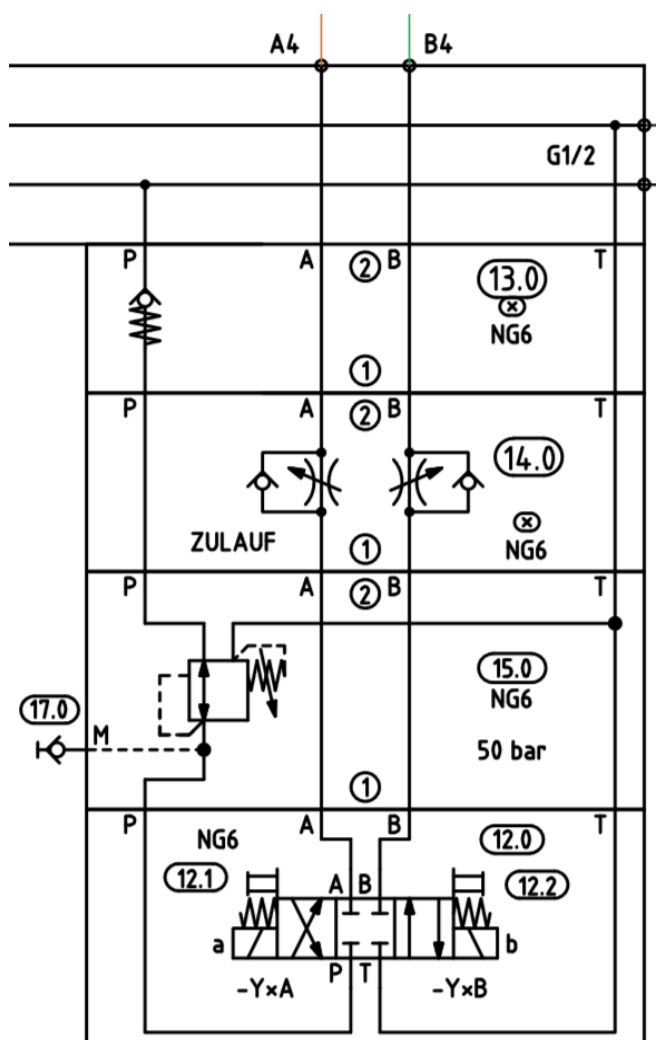 A4 B4
G1/2
P A ② B T
13.0
×
NG6
①
P A ② B T
14.0
×
ZULAUF ① NG6
P A ② B T
15.0
NG6
17.0
M
50 bar
①
P A B T
NG6 12.0
12.1 A B 12.2
a b
P T
-Y×A -Y×B